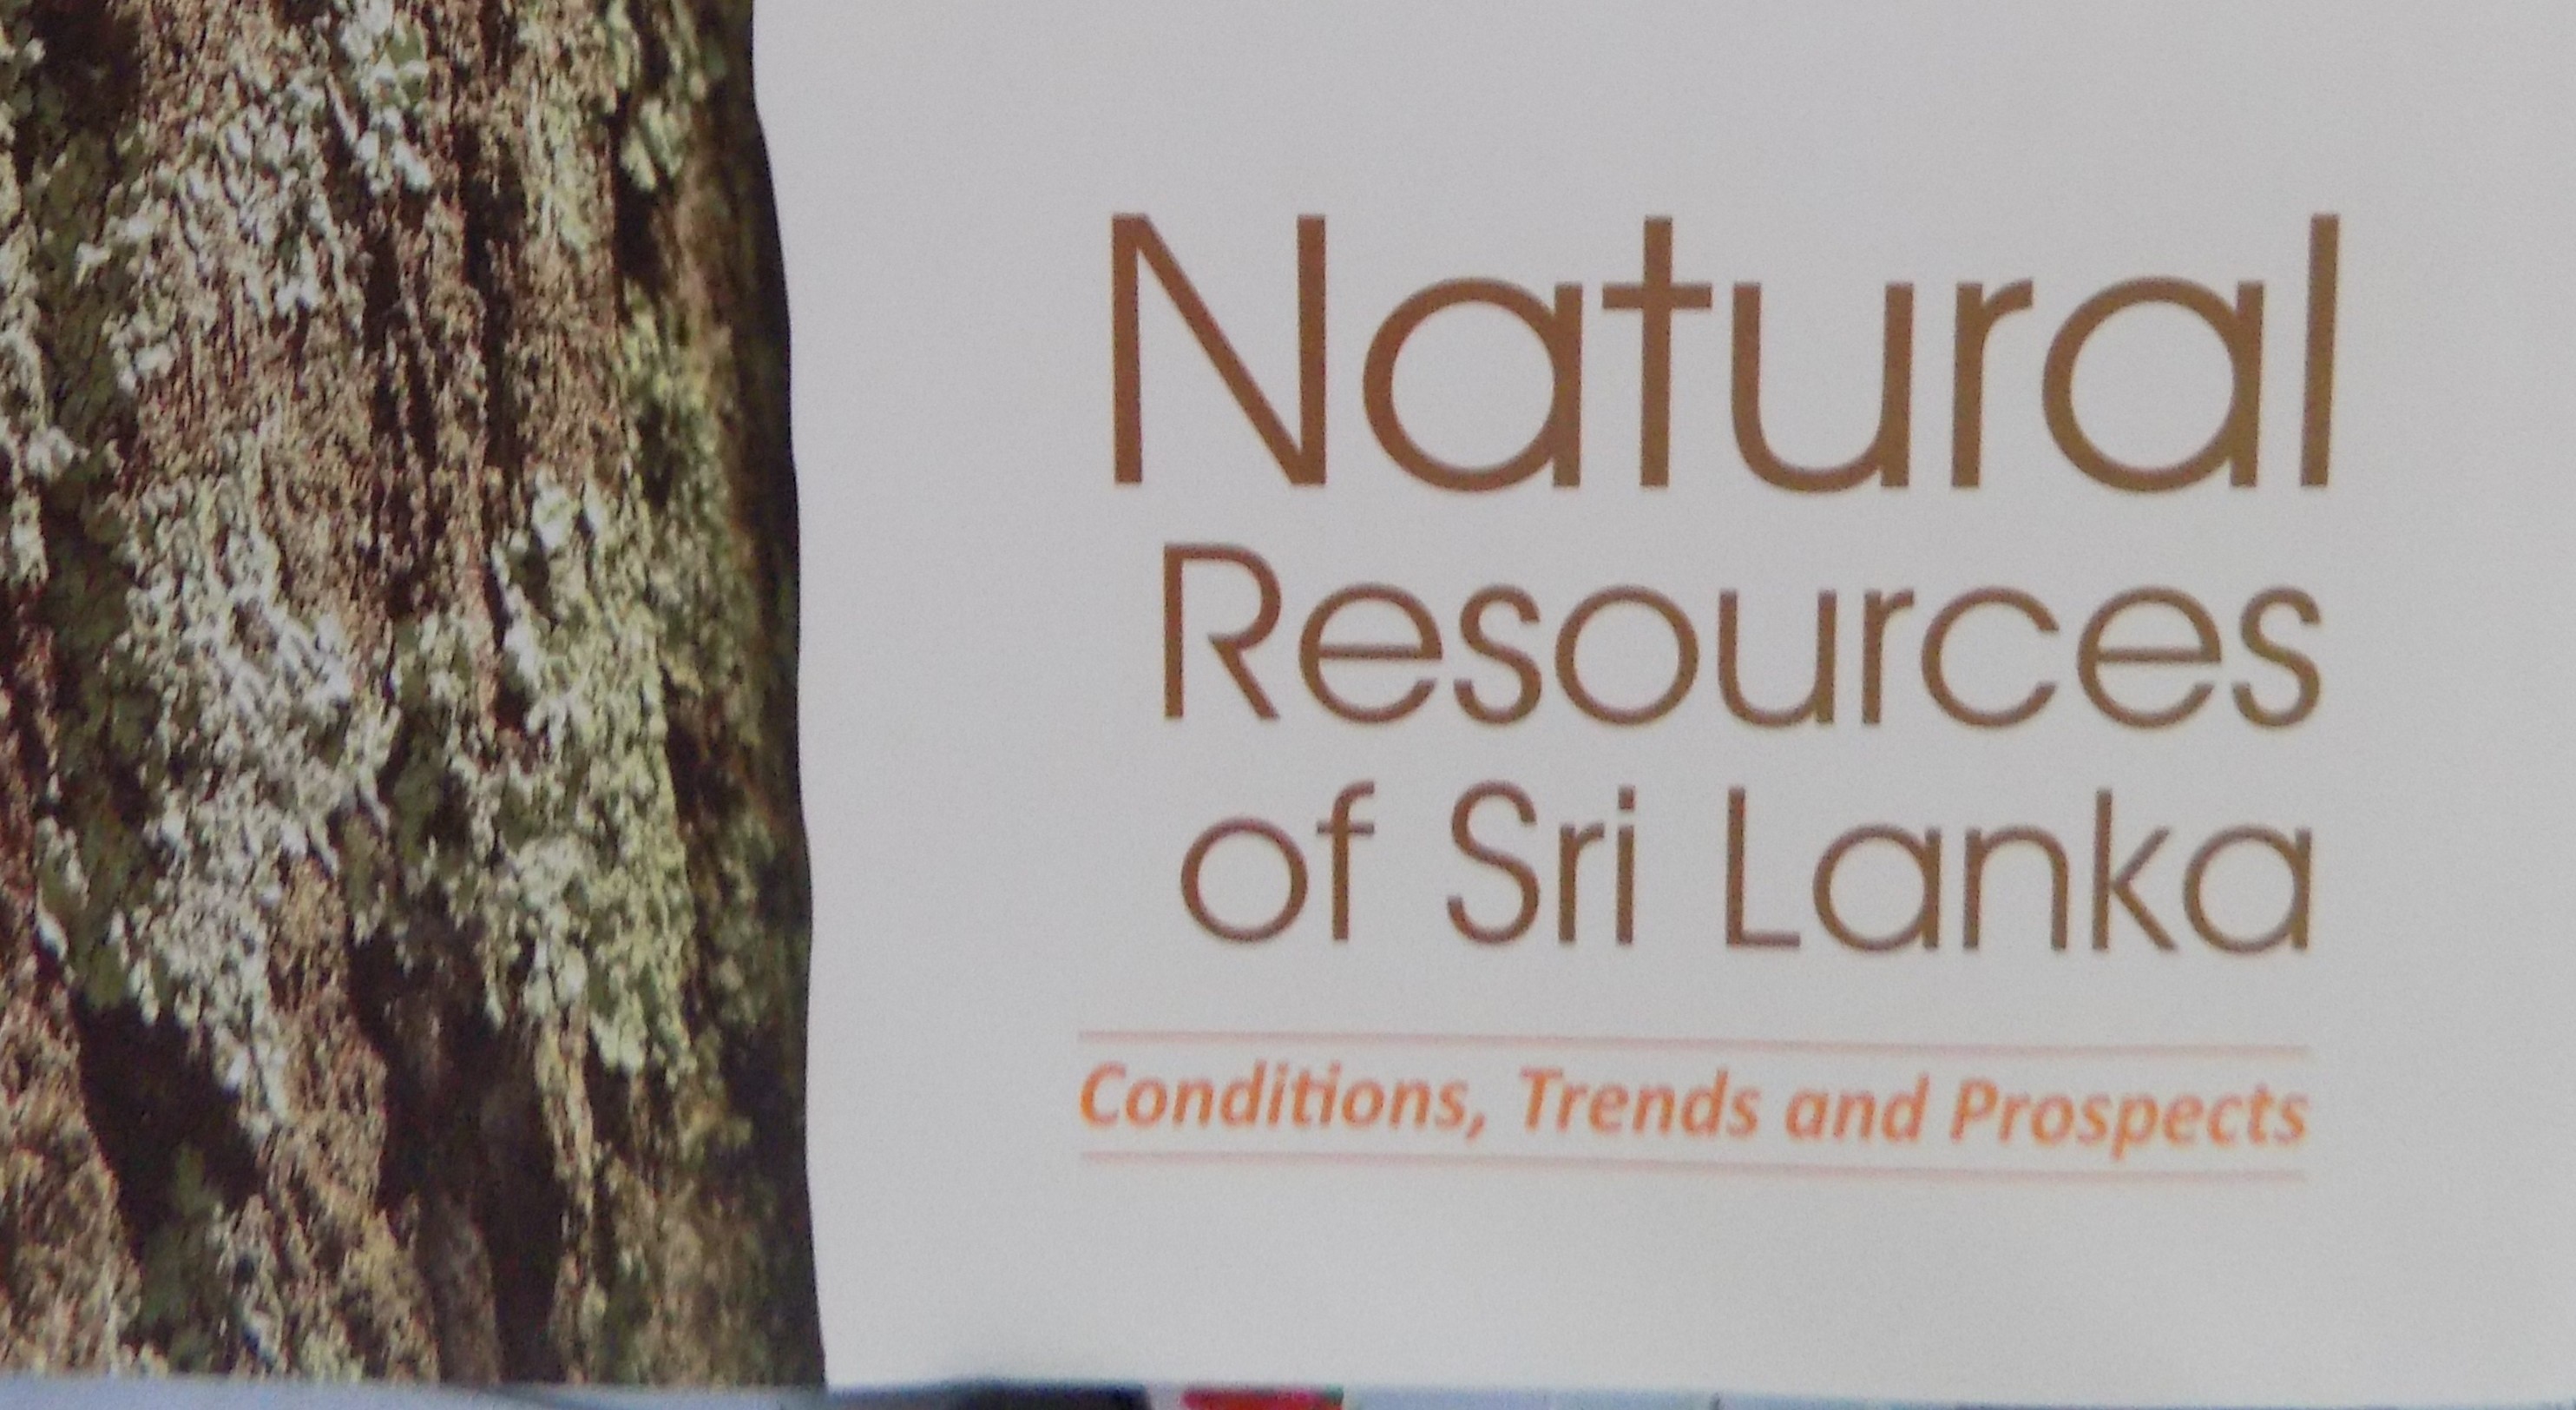 Natural
Resources
of Sri Lanka
Conditions, Trends and Prospects